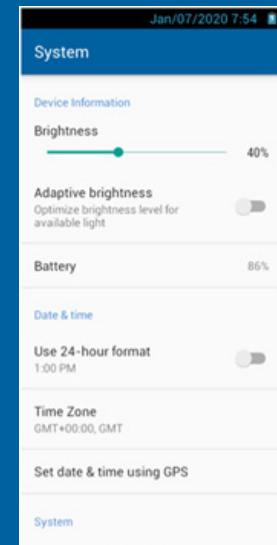 Jan/07/2020 7:54
System
Device Information
Brightness
40%
Adaptive brightness
Optimize brightness level for
available light
Battery
86%
Date & time
Use 24-hour format
1:00 PM
Time Zone
GMT+00:00, GMT
Set date & time using GPS
System